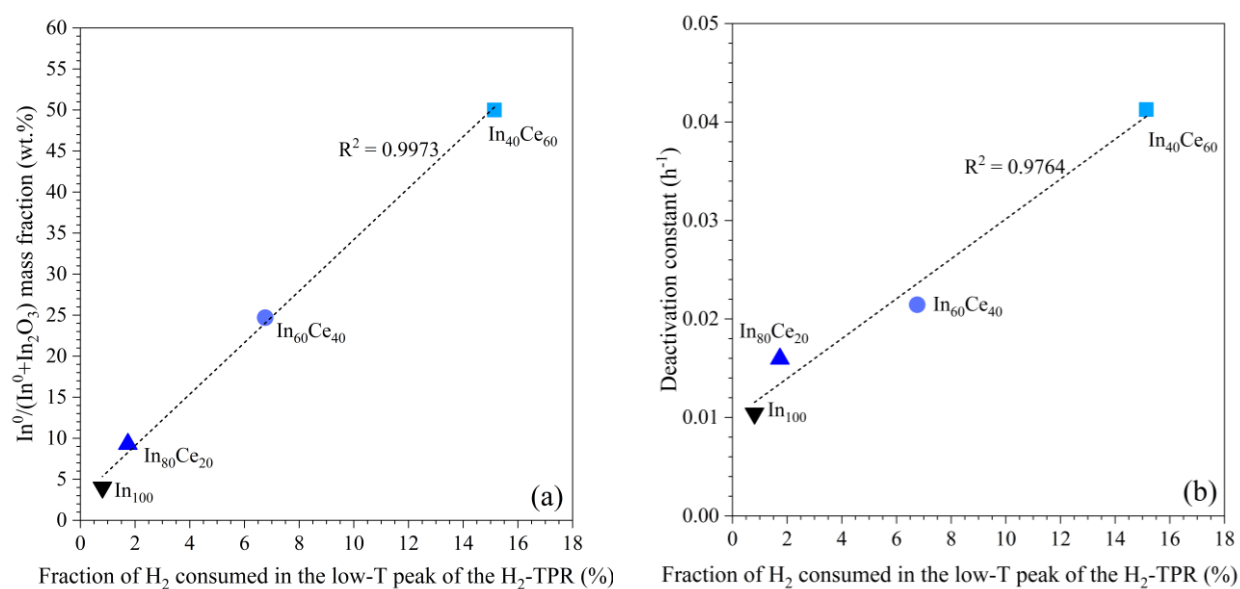 In⁰/(In⁰+In₂O₃) mass fraction (wt.%)
60
55
50
45
40
35
30
25
20
15
10
5
0
R² = 0.9973
In₄₀Ce₆₀
In₆₀Ce₄₀
In₈₀Ce₂₀
In₁₀₀
(a)
0 2 4 6 8 10 12 14 16 18
Fraction of H₂ consumed in the low-T peak of the H₂-TPR (%)
Deactivation constant (h⁻¹)
0.05
0.04
0.03
0.02
0.01
0.00
R² = 0.9764
In₄₀Ce₆₀
In₆₀Ce₄₀
In₈₀Ce₂₀
In₁₀₀
(b)
0 2 4 6 8 10 12 14 16 18
Fraction of H₂ consumed in the low-T peak of the H₂-TPR (%)